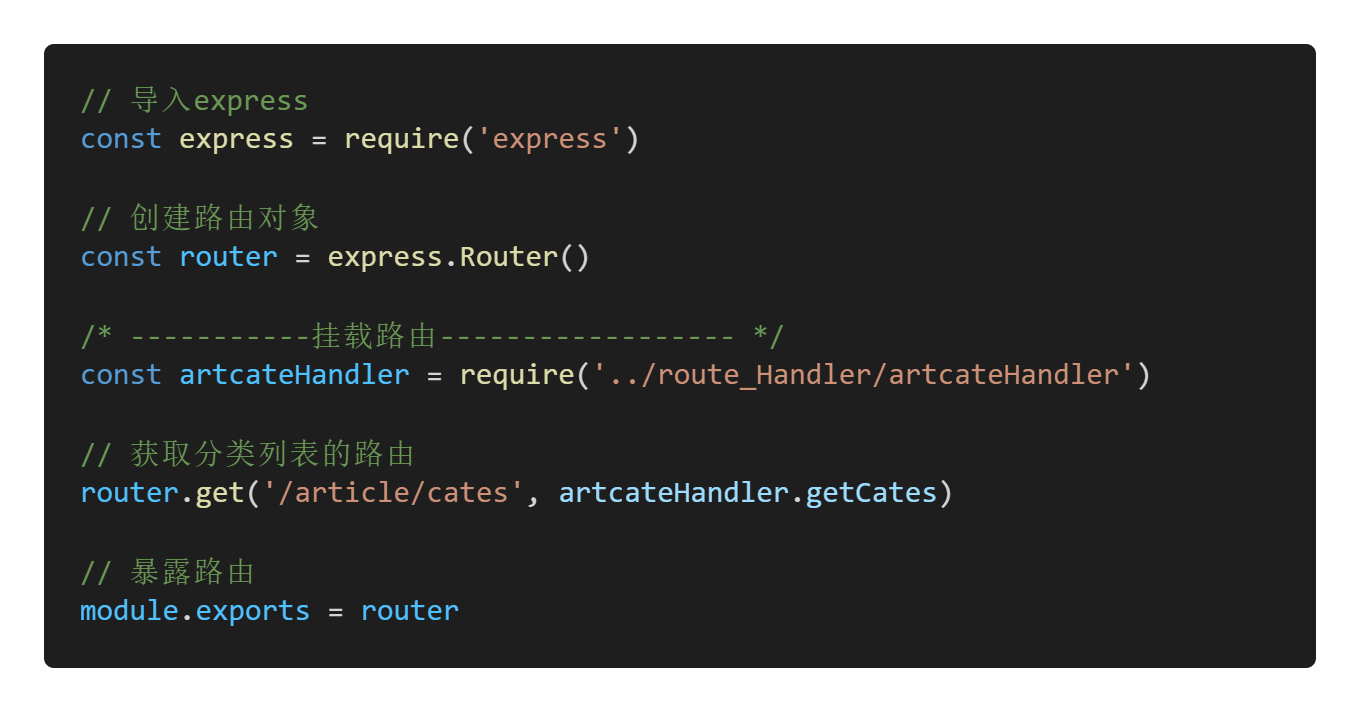 // 导入express
const express = require('express')
// 创建路由对象
const router = express.Router()
/* -----------挂载路由------------------ */
const artcateHandler = require('../route_Handler/artcateHandler')
// 获取分类列表的路由
router.get('/article/cates', artcateHandler.getCates)
// 暴露路由
module.exports = router